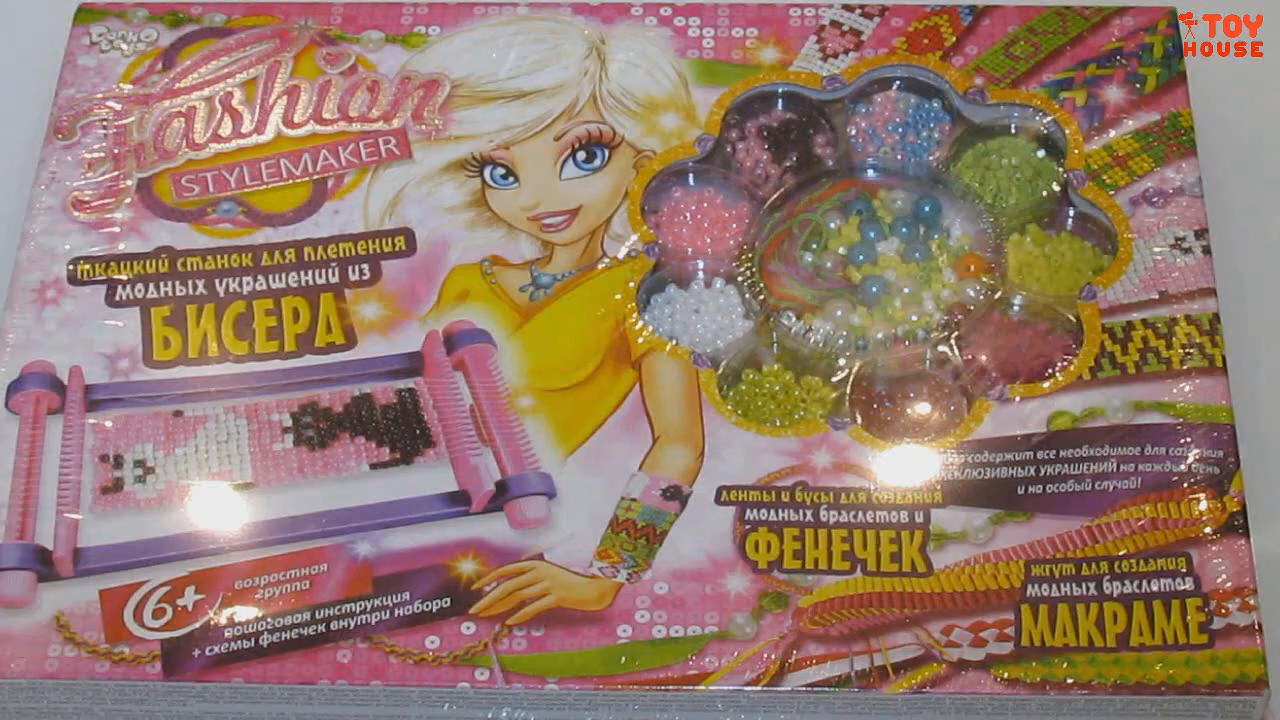 TOY
HOUSE
Danko
toys
Fashion
STYLEMAKER
ткацкий станок для плетения
модных украшений из
БИСЕРА
содержит все необходимое для создания
ЭКСКЛЮЗИВНЫХ УКРАШЕНИЙ на каждый день
и на особый случай!
ленты и бусы для создания
модных браслетов и
ФЕНЕЧЕК
жгут для создания
модных браслетов
МАКРАМЕ
6+
возрастная
группа
пошаговая инструкция
+ схемы фенечек внутри набора